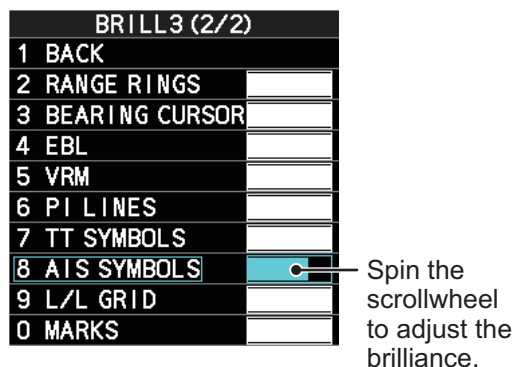 BRILL3 (2/2)
1 BACK
2 RANGE RINGS
3 BEARING CURSOR
4 EBL
5 VRM
6 PI LINES
7 TT SYMBOLS
8 AIS SYMBOLS
9 L/L GRID
0 MARKS
Spin the
scrollwheel
to adjust the
brilliance.